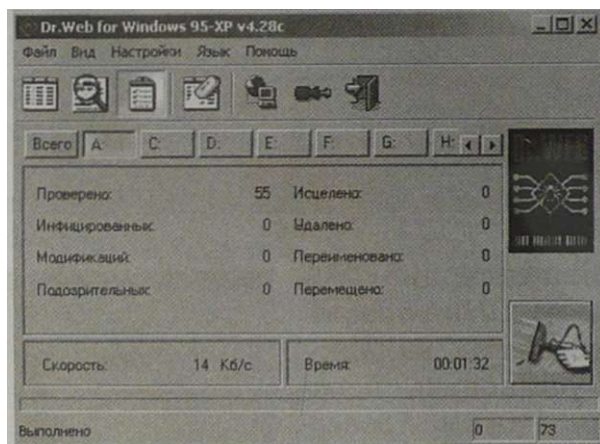 Dr.Web for Windows 95-XP v4.28c
Файл Вид Настройки Язык Помощь
Всего A: C: D: E: F: G: H:
DR.WEB
Проверено: 55 Исцелено: 0
Инфицированных: 0 Удалено: 0
Модификаций: 0 Переименовано: 0
Подозрительных: 0 Перемещено: 0
Скорость: 14 Кб/с Время: 00:01:32
Выполнено 0 73